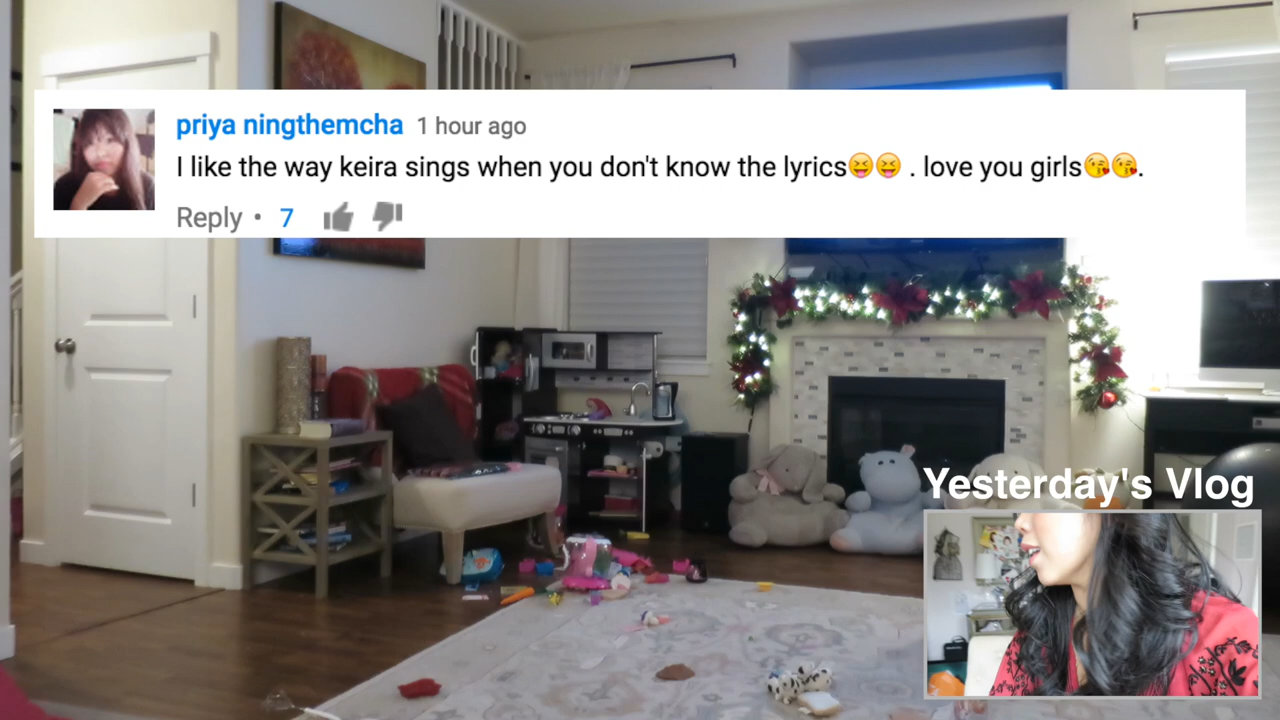 priya ningthemcha 1 hour ago
I like the way keira sings when you don't know the lyrics😝😝 . love you girls😘😘.
Reply • 7
Yesterday's Vlog